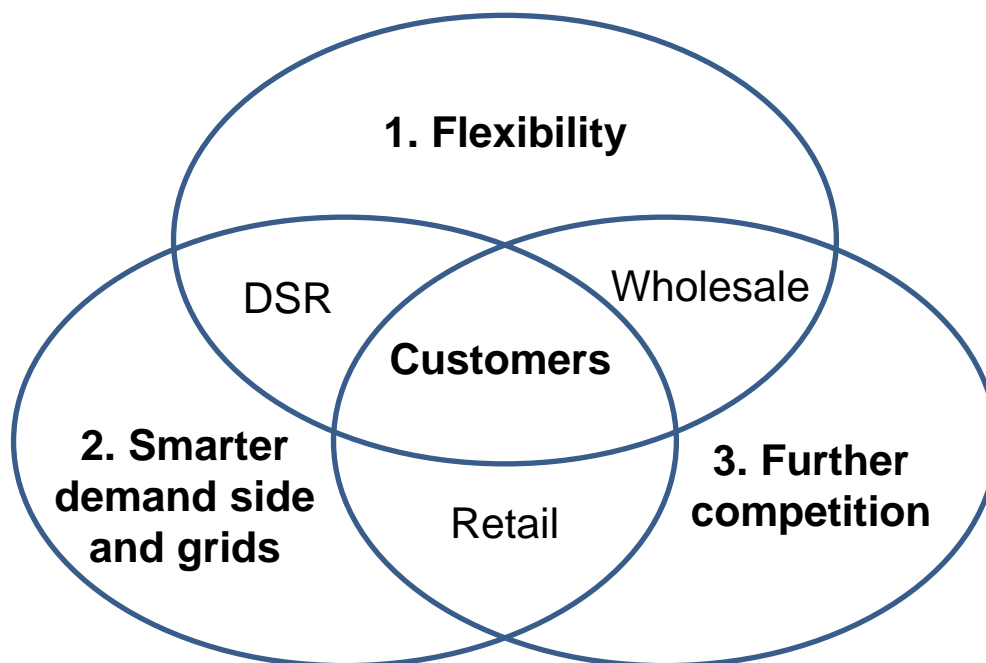 1. Flexibility
DSR
Wholesale
Customers
2. Smarter
demand side
and grids
3. Further
competition
Retail